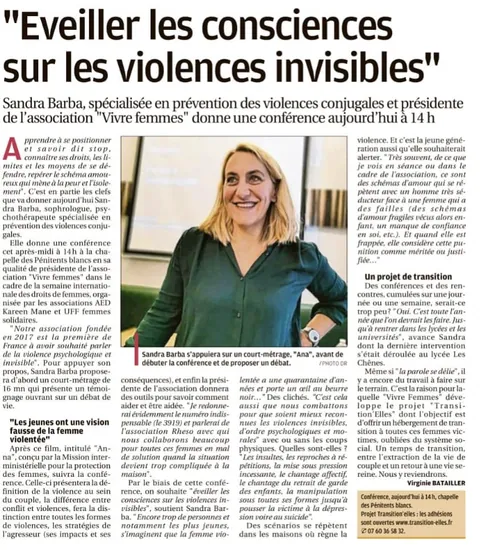 "Eveiller les consciences
sur les violences invisibles"
Sandra Barba, spécialisée en prévention des violences conjugales et présidente
de l'association "Vivre femmes" donne une conférence aujourd'hui à 14 h
Apprendre à se positionner
et savoir dit stop,
connaître ses droits, les li-
mites et les moyens de se dé-
fendre, repérer le schéma amou-
reux qui mène à la peur et l'isole-
ment". C'est en partie les clefs
que va donner aujourd'hui San-
dra Barba, sophrologue, psy-
chothérapeute spécialisée en
prévention des violences conju-
gales.
Elle donne une conférence
cet après-midi à 14h à la cha-
pelle des Pénitents blancs en sa
qualité de présidente de l'asso-
ciation "Vivre femmes" dans le
cadre de la semaine internatio-
nale des droits de femmes, orga-
nisée par les associations AED
Kareen Mane et UFF femmes
solidaires.
"Notre association fondée
en 2017 est la première de
France à avoir souhaité parler
de la violence psychologique et
invisible". Pour appuyer son
propos, Sandra Barba propose-
ra d'abord un court-métrage de
16 mn qui présente un témoi-
gnage ouvrant sur un débat de
vie.
"Les jeunes ont une vision
fausse de la femme
violentée"
Après ce film, intitulé "A-
na", conçu par la Mission inter-
ministérielle pour la protection
des femmes, suivra la confé-
rence. Celle-ci présentera la dé-
finition de la violence au sein
du couple, la différence entre
conflit et violences, fera la dis-
tinction entre toutes les formes
de violences, les stratégies de
l'agresseur (ses impacts et ses
Sandra Barba s'appuiera sur un court-métrage, "Ana", avant de
débuter la conférence et de proposer un débat.
/ PHOTO DR
conséquences), et enfin la prési-
dente de l'association donnera
des outils pour savoir comment
aider et être aidée. "Je redonne-
rai évidemment le numéro indis-
pensable (le 3919) et parlerai de
l'association Rheso avec qui
nous collaborons beaucoup
pour toutes ces femmes en mal
de solution quand la situation
devient trop compliquée à la
maison".
Par le biais de cette confé-
rence, on souhaite "éveiller les
consciences sur les violences in-
visibles", soutient Sandra Bar-
ba. "Encore trop de personnes et
notamment les plus jeunes,
s'imaginent que la femme vio-
lentée a une quarantaine d'an-
nées et porte un œil au beurre
noir…" Des clichés. "C'est cela
aussi que nous combattons
pour que soient mieux recon-
nues les violences invisibles,
d'ordre psychologiques et mo-
rales" avec ou sans les coups
physiques. Quelles sont-elles ?
"Les insultes, les reproches à ré-
pétitions, la mise sous pression
incessante, le chantage affectif,
le chantage du retrait de garde
des enfants, la manipulation
sous toutes ses formes jusqu'à
pousser la victime à la dépres-
sion voire au suicide".
Des scénarios se répètent
dans les maisons où règne la
violence. Et c'est la jeune géné-
ration aussi qu'elle souhaiterait
alerter. "Très souvent, de ce que
je vois en séance ou dans le
cadre de l'association, ce sont
des schémas d'amour qui se ré-
pètent avec un homme très sé-
ducteur face à une femme qui a
des failles (des schémas
d'amour fragiles vécus alors en-
fant, un manque de confiance
en soi, etc.). Et quand elle est
frappée, elle considère cette pu-
nition comme méritée ou justi-
fiée…"
Un projet de transition
Des conférences et des ren-
contres, cumulées sur une jour-
née ou une semaine, serait-ce
trop peu ? "Oui. C'est toute l'an-
née que l'on devrait les faire. Jus-
qu'à rentrer dans les lycées et les
universités", avance Sandra
dont la dernière intervention
s'était déroulée au lycée Les
Chênes.
Même si "la parole se délie", il
y a encore du travail à faire sur
le terrain. C'est la raison pour la-
quelle "Vivre Femmes" déve-
loppe le projet "Transi-
tion'Elles" dont l'objectif est
d'offrir un hébergement de tran-
sition à toutes ces femmes vic-
times, oubliées du système so-
cial. Un temps de transition,
entre l'extraction de la vie de
couple et un retour à une vie se-
reine. Nous y reviendrons.
Virginie BATAILLER
Conférence, aujourd'hui à 14 h, chapelle
des Pénitents blancs.
Projet Transition'elles : les adhésions
sont ouvertes www.transition-elles.fr
✆ 07 60 36 58 32.